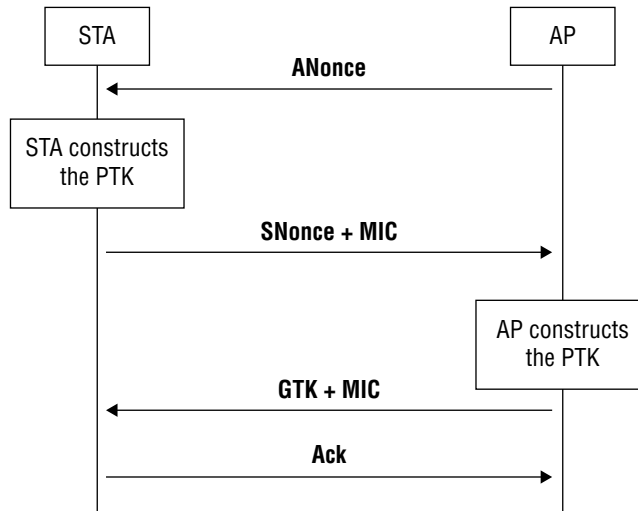 STA
AP
ANonce
STA constructs
the PTK
SNonce + MIC
AP constructs
the PTK
GTK + MIC
Ack